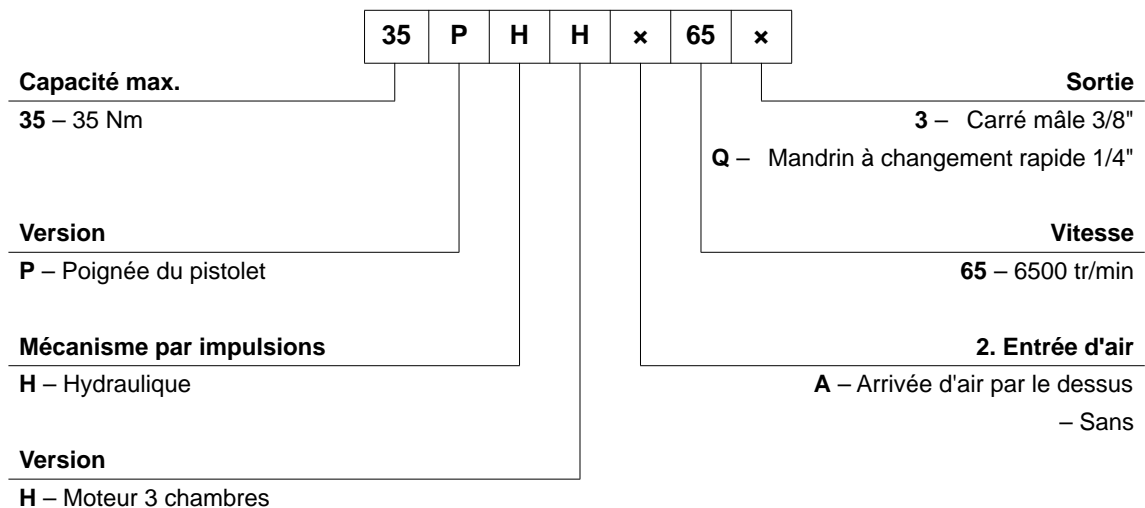 35 P H H × 65 ×
Capacité max.
35 – 35 Nm
Version
P – Poignée du pistolet
Mécanisme par impulsions
H – Hydraulique
Version
H – Moteur 3 chambres
Sortie
3 – Carré mâle 3/8"
Q – Mandrin à changement rapide 1/4"
Vitesse
65 – 6500 tr/min
2. Entrée d'air
A – Arrivée d'air par le dessus
– Sans